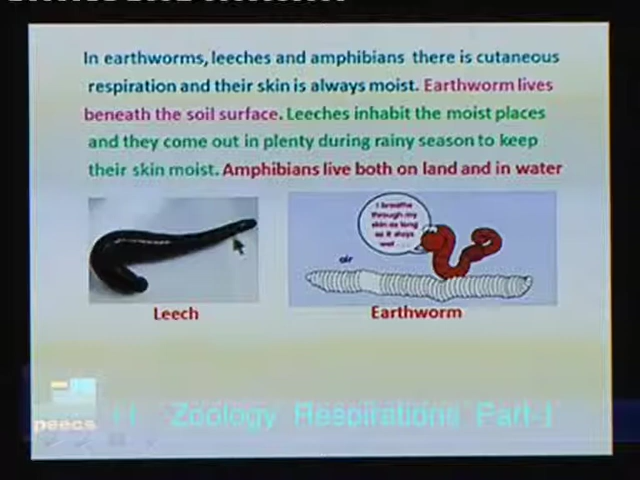 In earthworms, leeches and amphibians there is cutaneous
respiration and their skin is always moist. Earthworm lives
beneath the soil surface. Leeches inhabit the moist places
and they come out in plenty during rainy season to keep
their skin moist. Amphibians live both on land and in water
I breathe
through my
skin as long
as it stays
wet . . .
air
Leech
Earthworm
peecs
Zoology Respirations Part-I